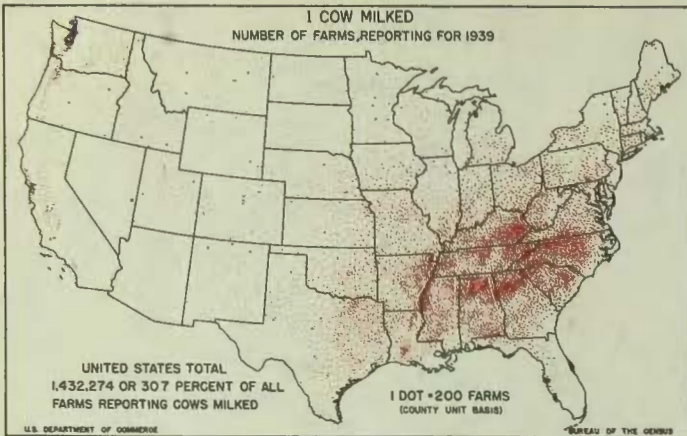 1 COW MILKED
NUMBER OF FARMS, REPORTING FOR 1939
UNITED STATES TOTAL
1,432,274 OR 30.7 PERCENT OF ALL
FARMS REPORTING COWS MILKED
1 DOT = 200 FARMS
(COUNTY UNIT BASIS)
U.S. DEPARTMENT OF COMMERCE
BUREAU OF THE CENSUS